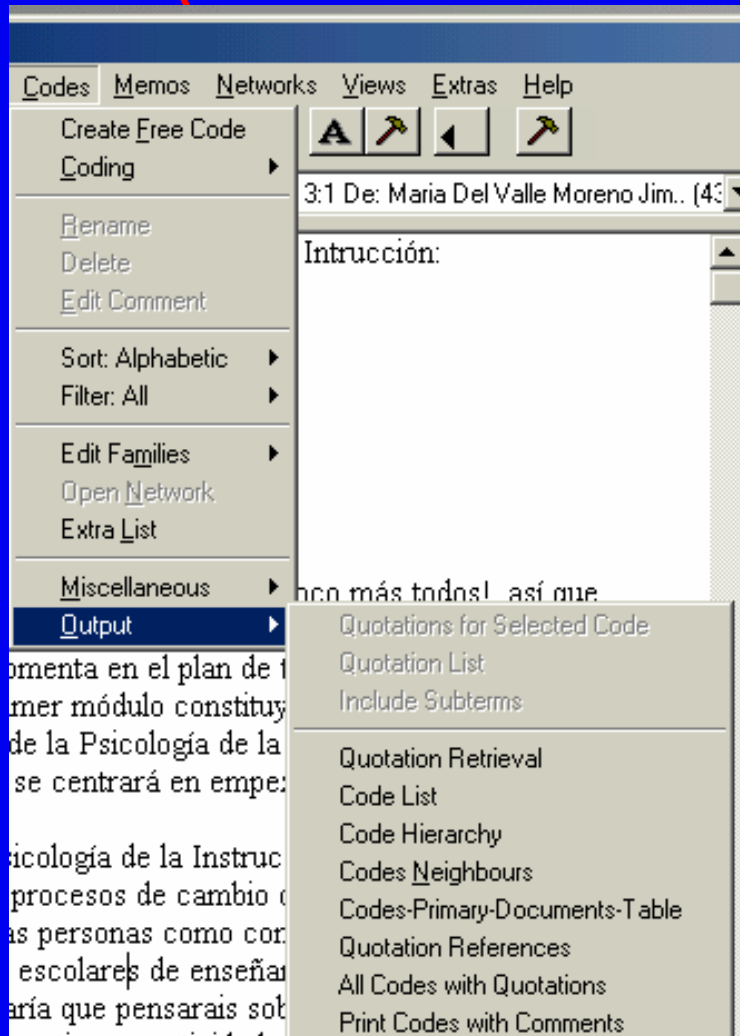 Codes Memos Networks Views Extras Help
Create Free Code
A
Coding
3:1 De: Maria Del Valle Moreno Jim.. (43
Rename
Intrucción:
Delete
Edit Comment
Sort: Alphabetic
Filter: All
Edit Families
Open Network
Extra List
Miscellaneous
más todos! así que
Output
Quotations for Selected Code
Quotation List
Include Subterms
Quotation Retrieval
Code List
Code Hierarchy
Codes Neighbours
Codes-Primary-Documents-Table
Quotation References
All Codes with Quotations
Print Codes with Comments
omenta en el plan de t
mer módulo constituy
de la Psicología de la
se centrará en empe
sicología de la Instruc
procesos de cambio
as personas como con
escolares de enseñan
aría que pensarais sob